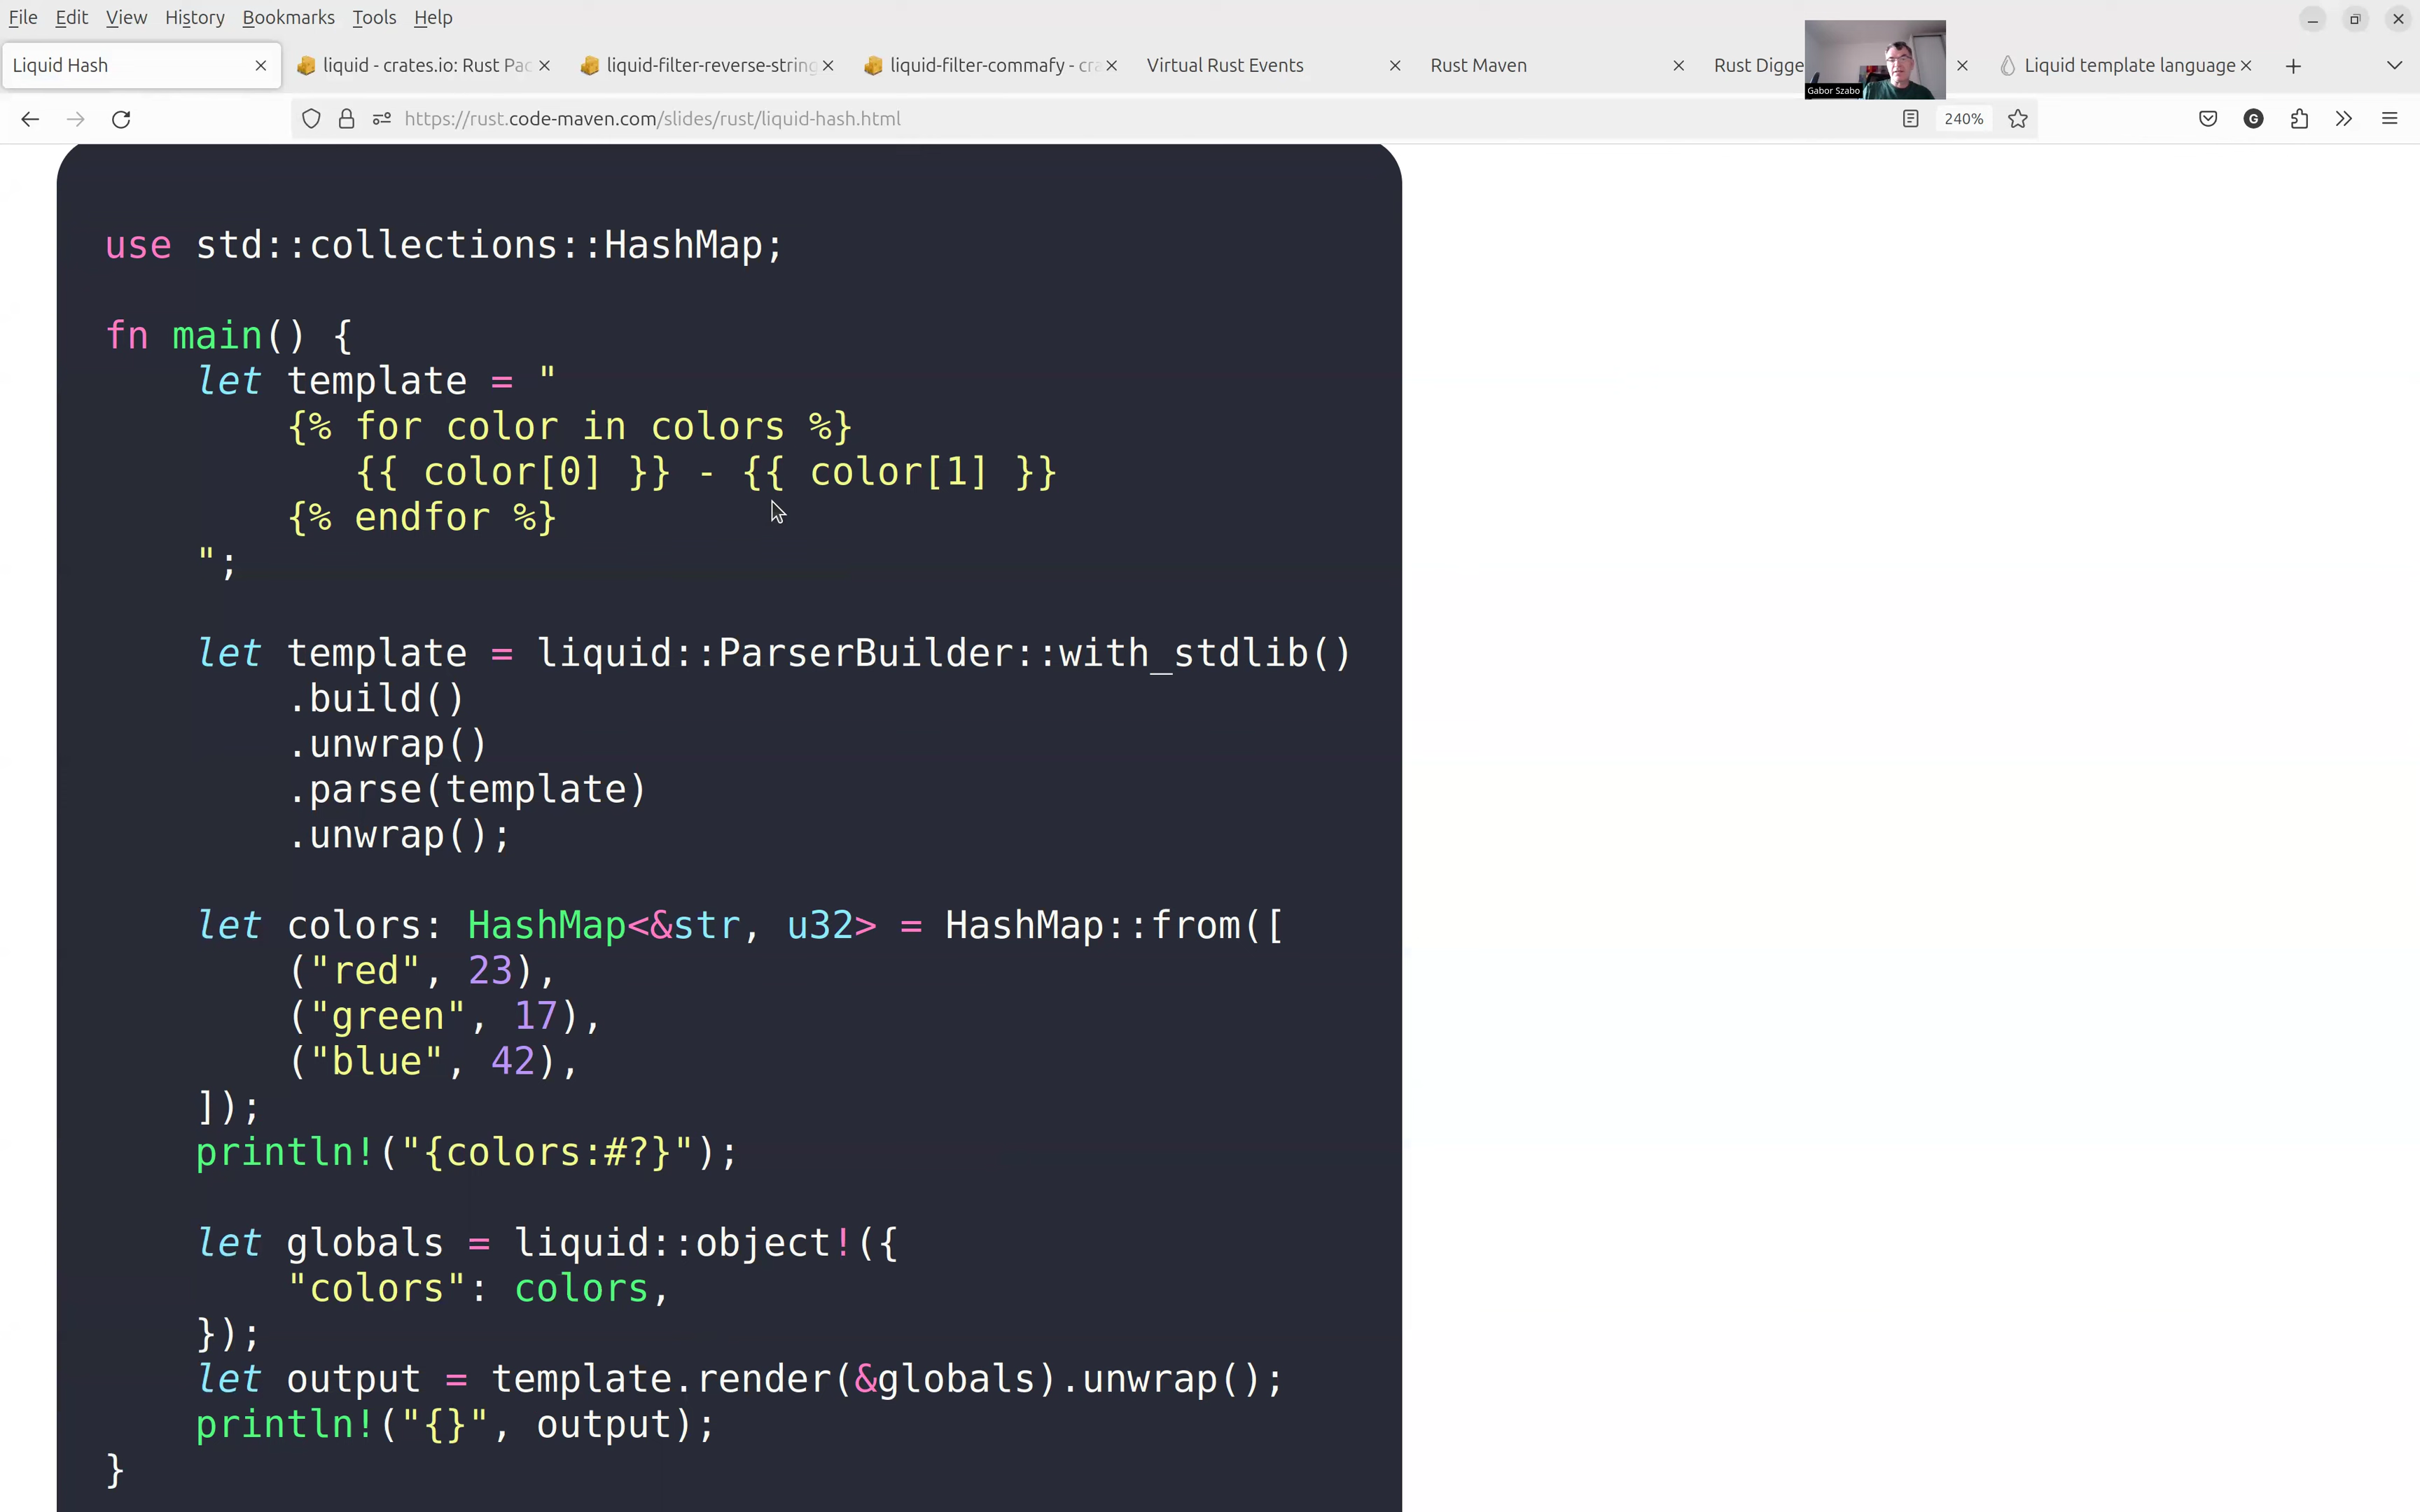 File Edit View History Bookmarks Tools Help
Liquid Hash
liquid - crates.io: Rust Pac
liquid-filter-reverse-string
liquid-filter-commafy - cra
Virtual Rust Events
Rust Maven
Rust Digge
Liquid template language
Gabor Szabo
https://rust.code-maven.com/slides/rust/liquid-hash.html
240%
G
use std::collections::HashMap;
fn main() {
    let template = "
        {% for color in colors %}
           {{ color[0] }} - {{ color[1] }}
        {% endfor %}
    ";
    let template = liquid::ParserBuilder::with_stdlib()
        .build()
        .unwrap()
        .parse(template)
        .unwrap();
    let colors: HashMap<&str, u32> = HashMap::from([
        ("red", 23),
        ("green", 17),
        ("blue", 42),
    ]);
    println!("{colors:#?}");
    let globals = liquid::object!({
        "colors": colors,
    });
    let output = template.render(&globals).unwrap();
    println!("{}", output);
}